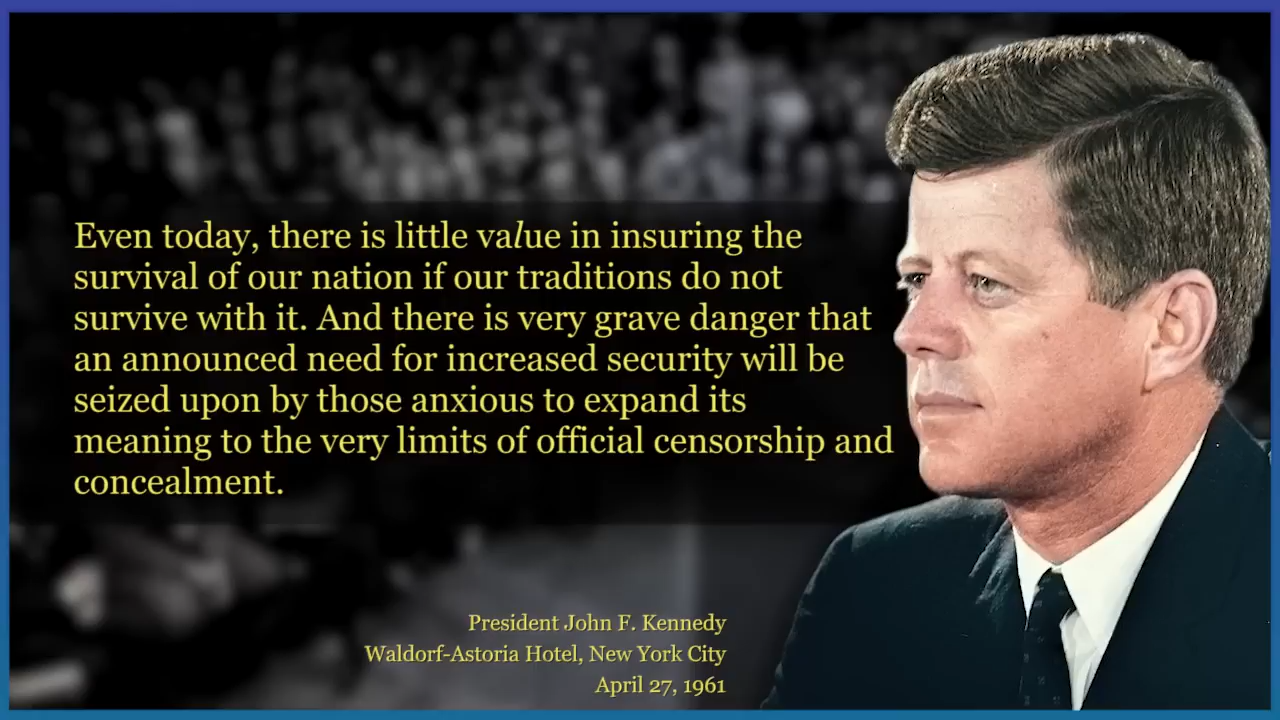 Even today, there is little value in insuring the
survival of our nation if our traditions do not
survive with it. And there is very grave danger that
an announced need for increased security will be
seized upon by those anxious to expand its
meaning to the very limits of official censorship and
concealment.
President John F. Kennedy
Waldorf-Astoria Hotel, New York City
April 27, 1961